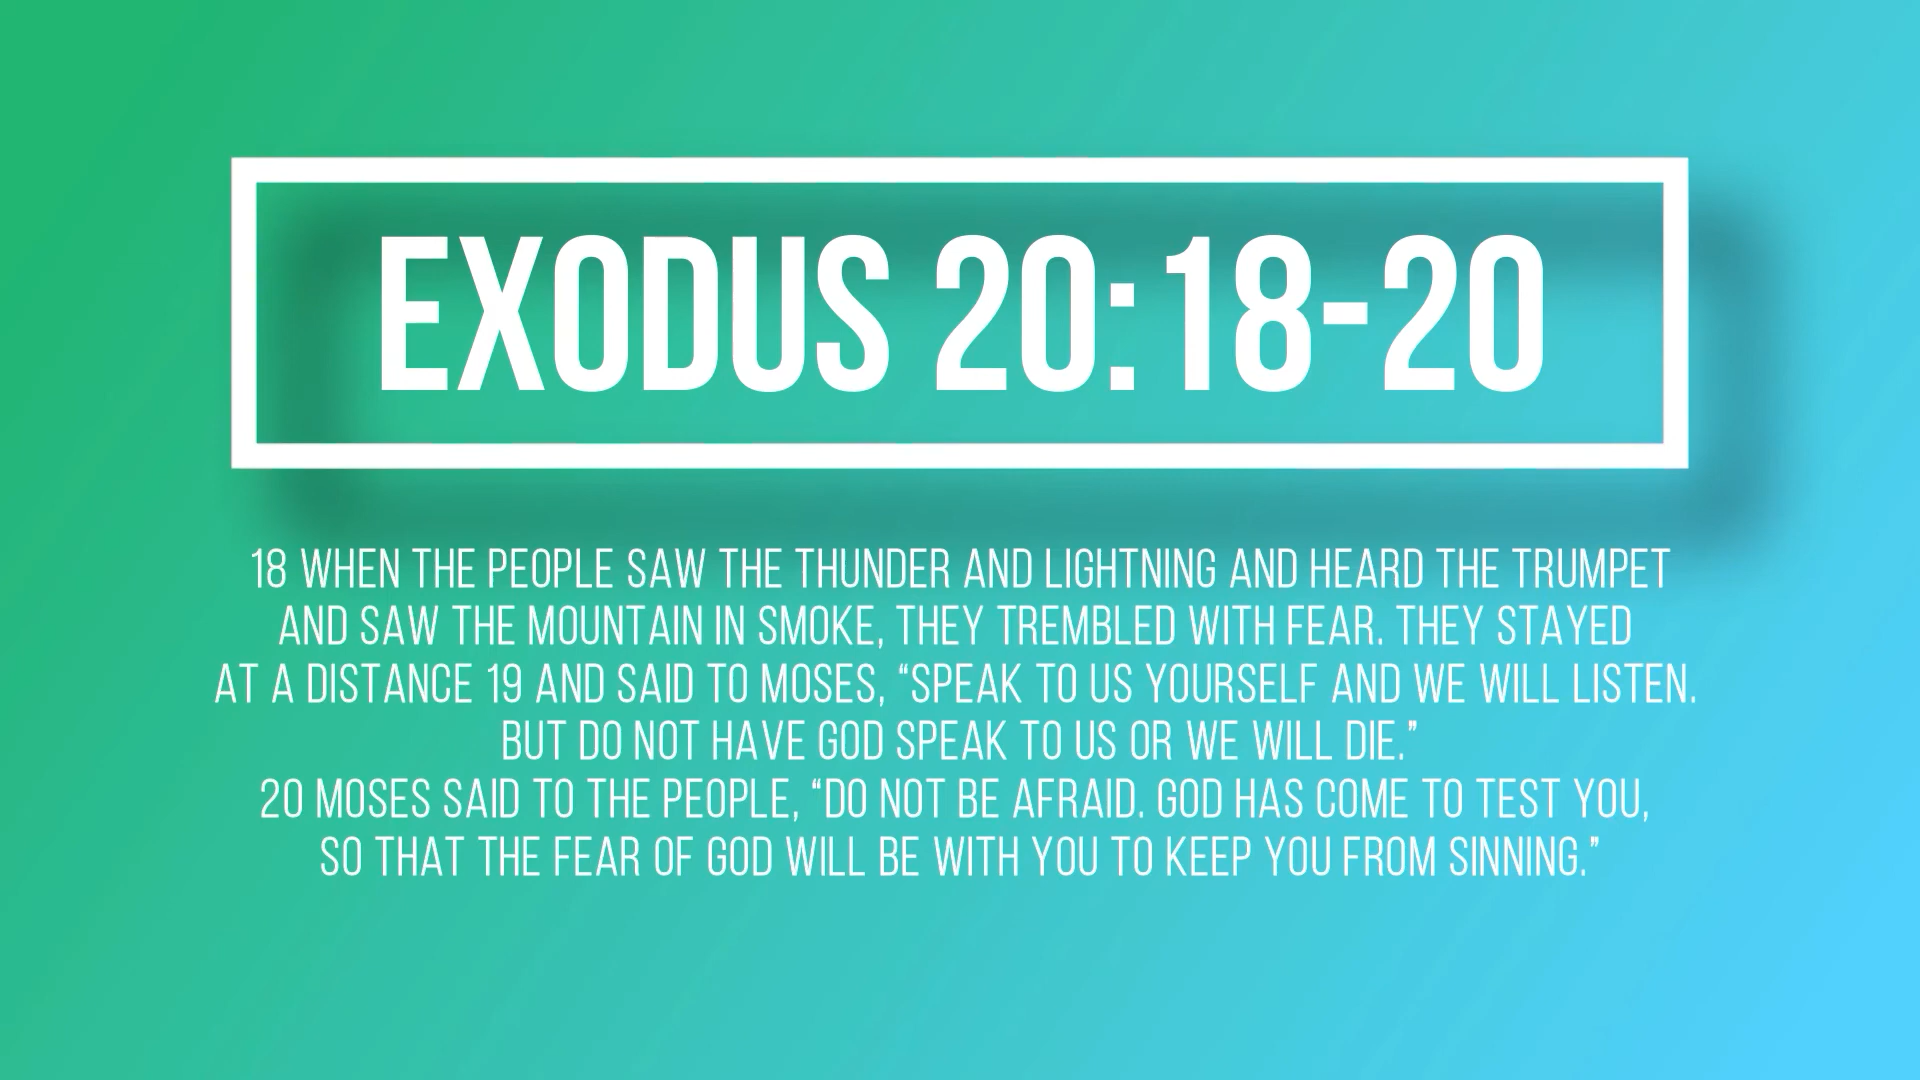 EXODUS 20:18-20
18 WHEN THE PEOPLE SAW THE THUNDER AND LIGHTNING AND HEARD THE TRUMPET
AND SAW THE MOUNTAIN IN SMOKE, THEY TREMBLED WITH FEAR. THEY STAYED
AT A DISTANCE 19 AND SAID TO MOSES, “SPEAK TO US YOURSELF AND WE WILL LISTEN.
BUT DO NOT HAVE GOD SPEAK TO US OR WE WILL DIE.”
20 MOSES SAID TO THE PEOPLE, “DO NOT BE AFRAID. GOD HAS COME TO TEST YOU,
SO THAT THE FEAR OF GOD WILL BE WITH YOU TO KEEP YOU FROM SINNING.”